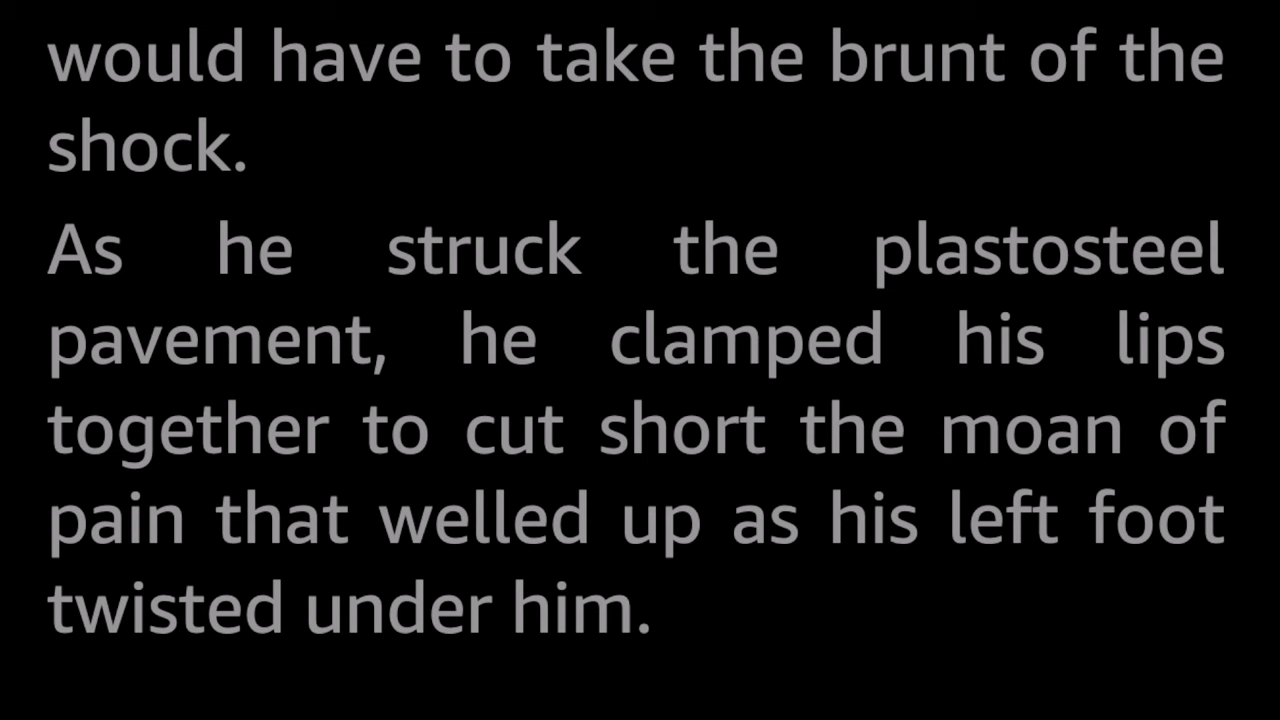 would have to take the brunt of the
shock.
As he struck the plastosteel
pavement, he clamped his lips
together to cut short the moan of
pain that welled up as his left foot
twisted under him.